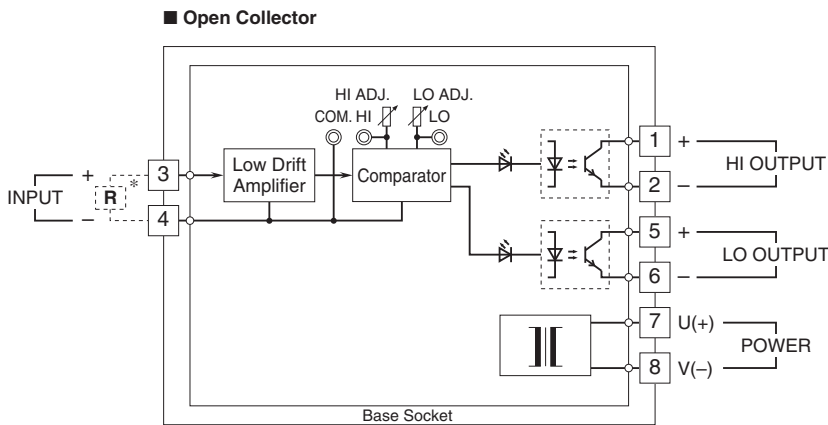 ■ Open Collector
HI ADJ. LO ADJ.
COM. HI LO
INPUT
+
–
R
*
3
4
Low Drift
Amplifier
Comparator
1 +
2 –
HI OUTPUT
5 +
6 –
LO OUTPUT
7 U(+)
8 V(–)
POWER
Base Socket